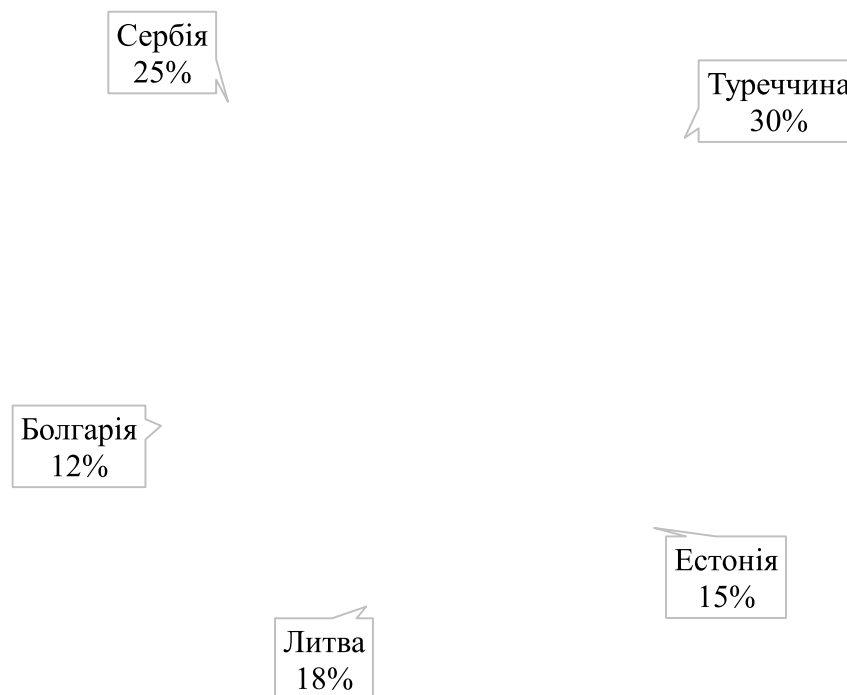 Сербія
25%
Туреччина
30%
Болгарія
12%
Естонія
15%
Литва
18%